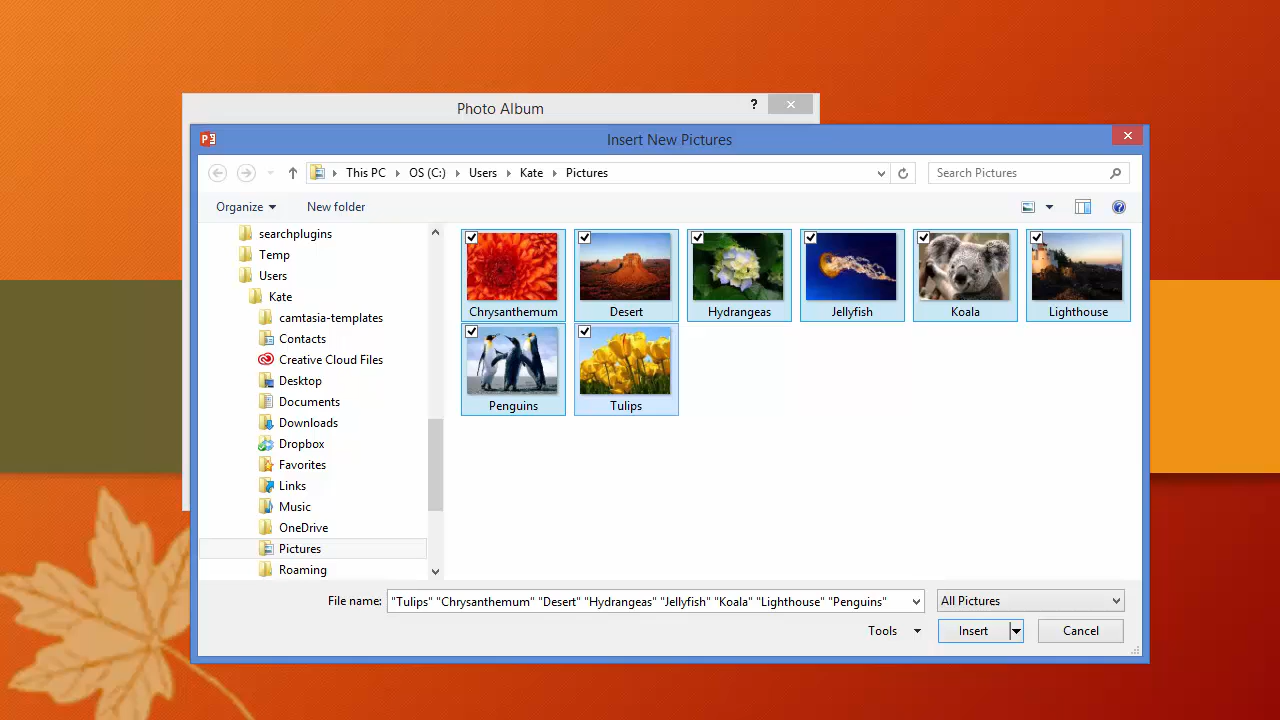 Photo Album
?
Insert New Pictures
This PC OS (C:) Users Kate Pictures
Search Pictures
Organize New folder
searchplugins
Temp
Users
Kate
camtasia-templates
Contacts
Creative Cloud Files
Desktop
Documents
Downloads
Dropbox
Favorites
Links
Music
OneDrive
Pictures
Roaming
Chrysanthemum Desert Hydrangeas Jellyfish Koala Lighthouse
Penguins Tulips
File name: "Tulips" "Chrysanthemum" "Desert" "Hydrangeas" "Jellyfish" "Koala" "Lighthouse" "Penguins" All Pictures
Tools Insert Cancel